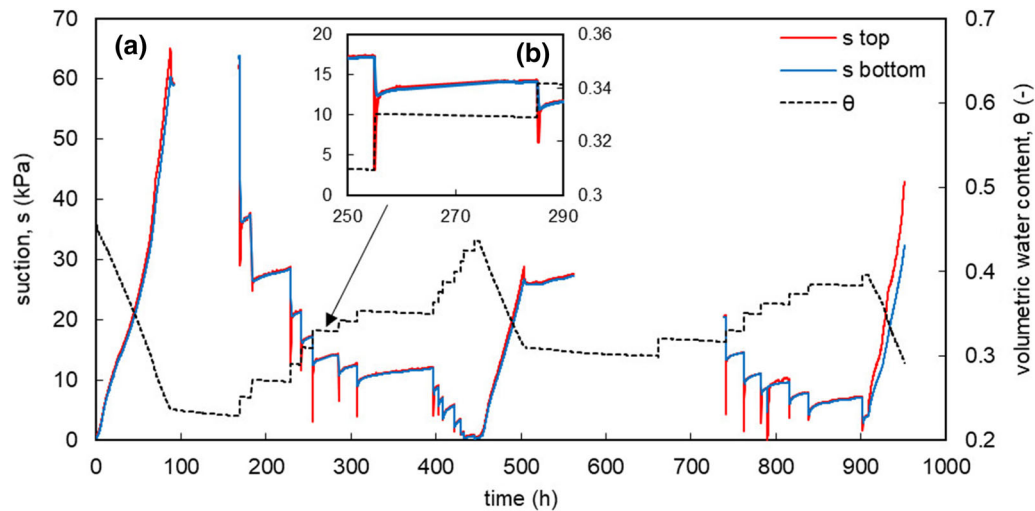 (a)
(b)
s top
s bottom
θ
suction, s (kPa)
volumetric water content, θ (-)
time (h)
70
60
50
40
30
20
10
0
0.7
0.6
0.5
0.4
0.3
0.2
0 100 200 300 400 500 600 700 800 900 1000
20
15
10
5
0
0.36
0.34
0.32
0.3
250 270 290